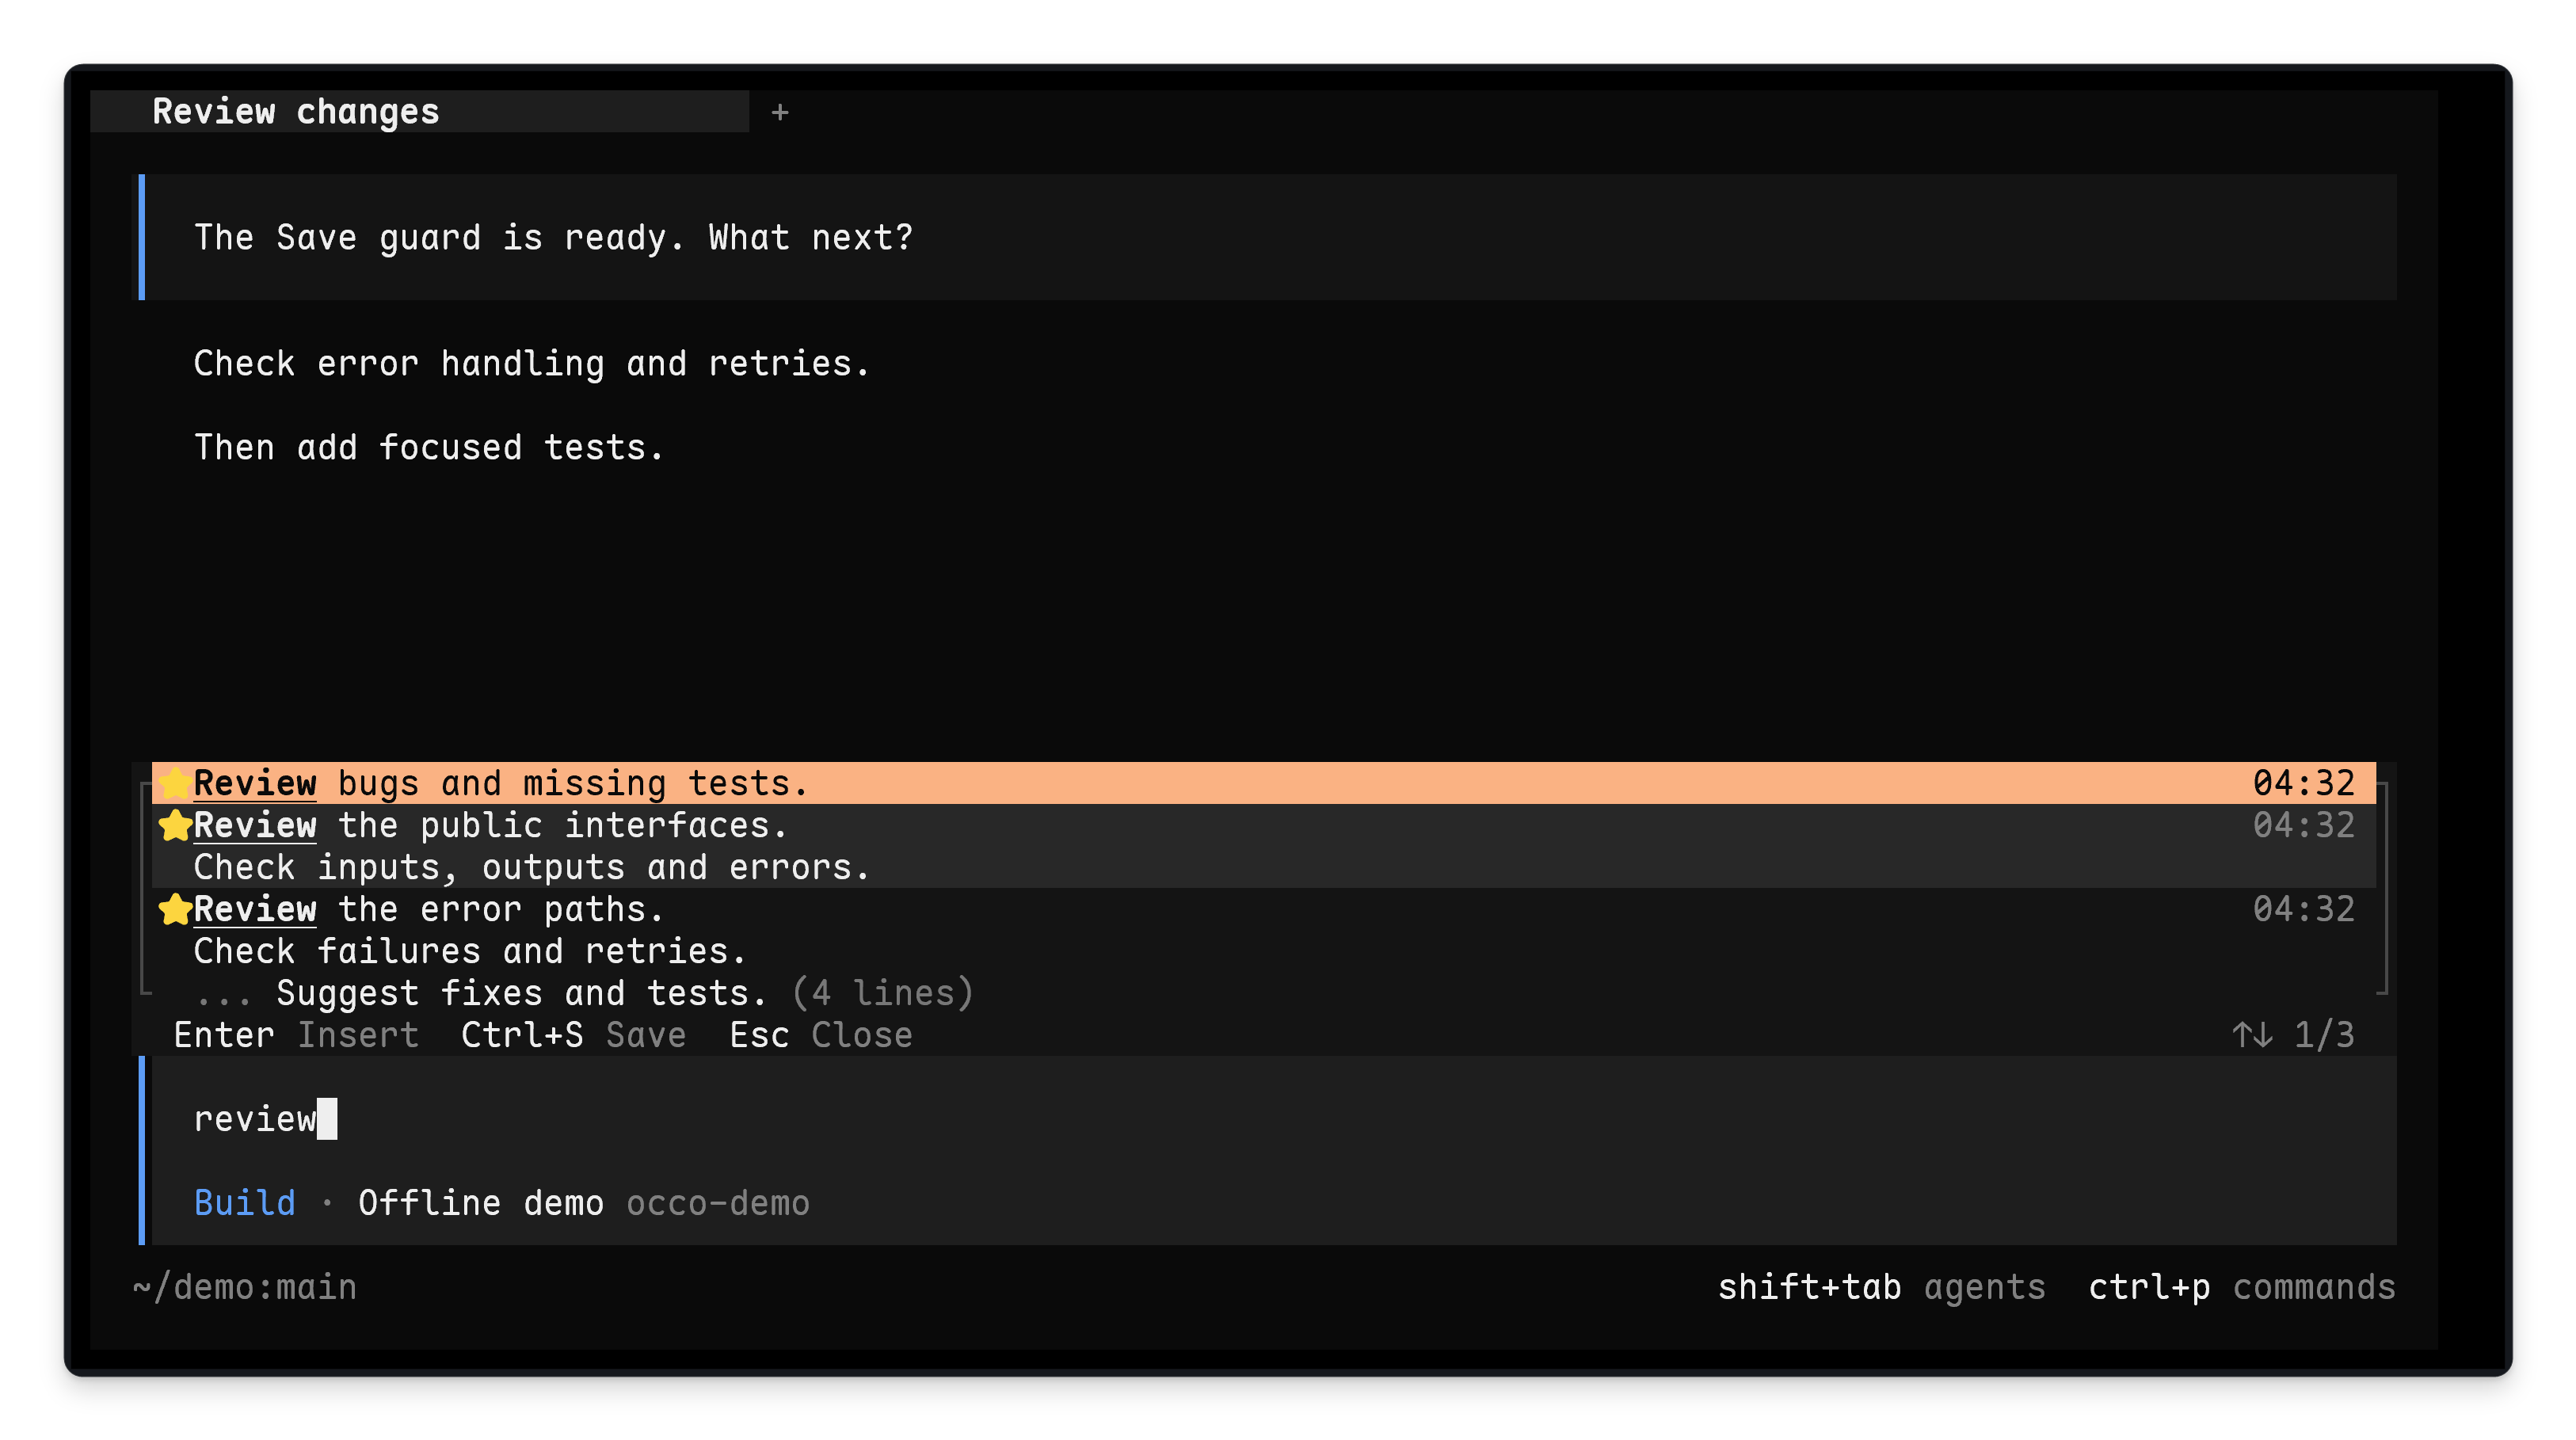 Review changes +
The Save guard is ready. What next?
Check error handling and retries.
Then add focused tests.
⭐Review bugs and missing tests. 04:32
⭐Review the public interfaces. 04:32
Check inputs, outputs and errors.
⭐Review the error paths. 04:32
Check failures and retries.
... Suggest fixes and tests. (4 lines)
Enter Insert Ctrl+S Save Esc Close ↑↓ 1/3
review
Build · Offline demo occo-demo
~/demo:main shift+tab agents ctrl+p commands